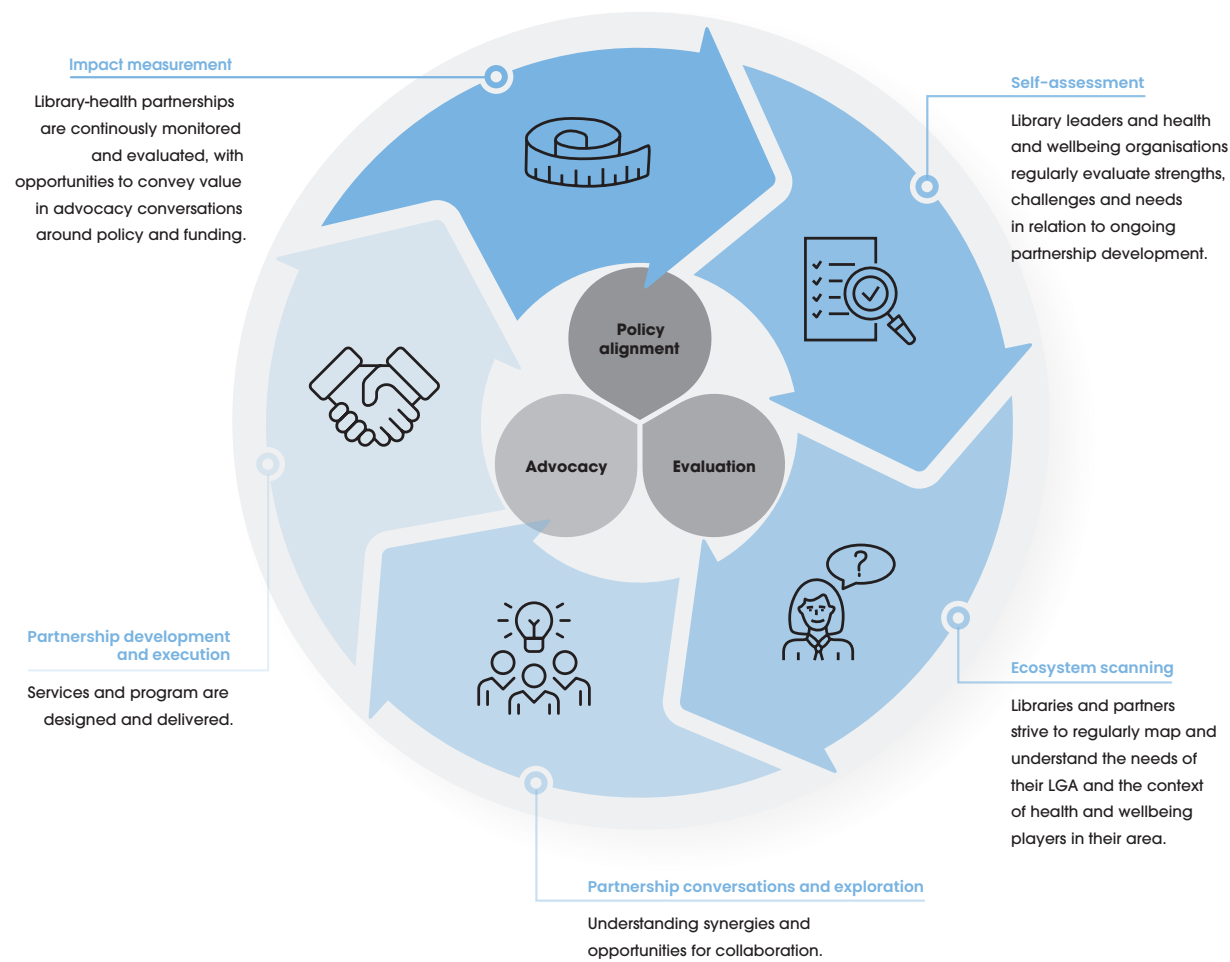 Impact measurement
Library-health partnerships
are continously monitored
and evaluated, with
opportunities to convey value
in advocacy conversations
around policy and funding.
Self-assessment
Library leaders and health
and wellbeing organisations
regularly evaluate strengths,
challenges and needs
in relation to ongoing
partnership development.
Policy
alignment
Advocacy
Evaluation
?
Ecosystem scanning
Libraries and partners
strive to regularly map and
understand the needs of
their LGA and the context
of health and wellbeing
players in their area.
Partnership conversations and exploration
Understanding synergies and
opportunities for collaboration.
Partnership development
and execution
Services and program are
designed and delivered.